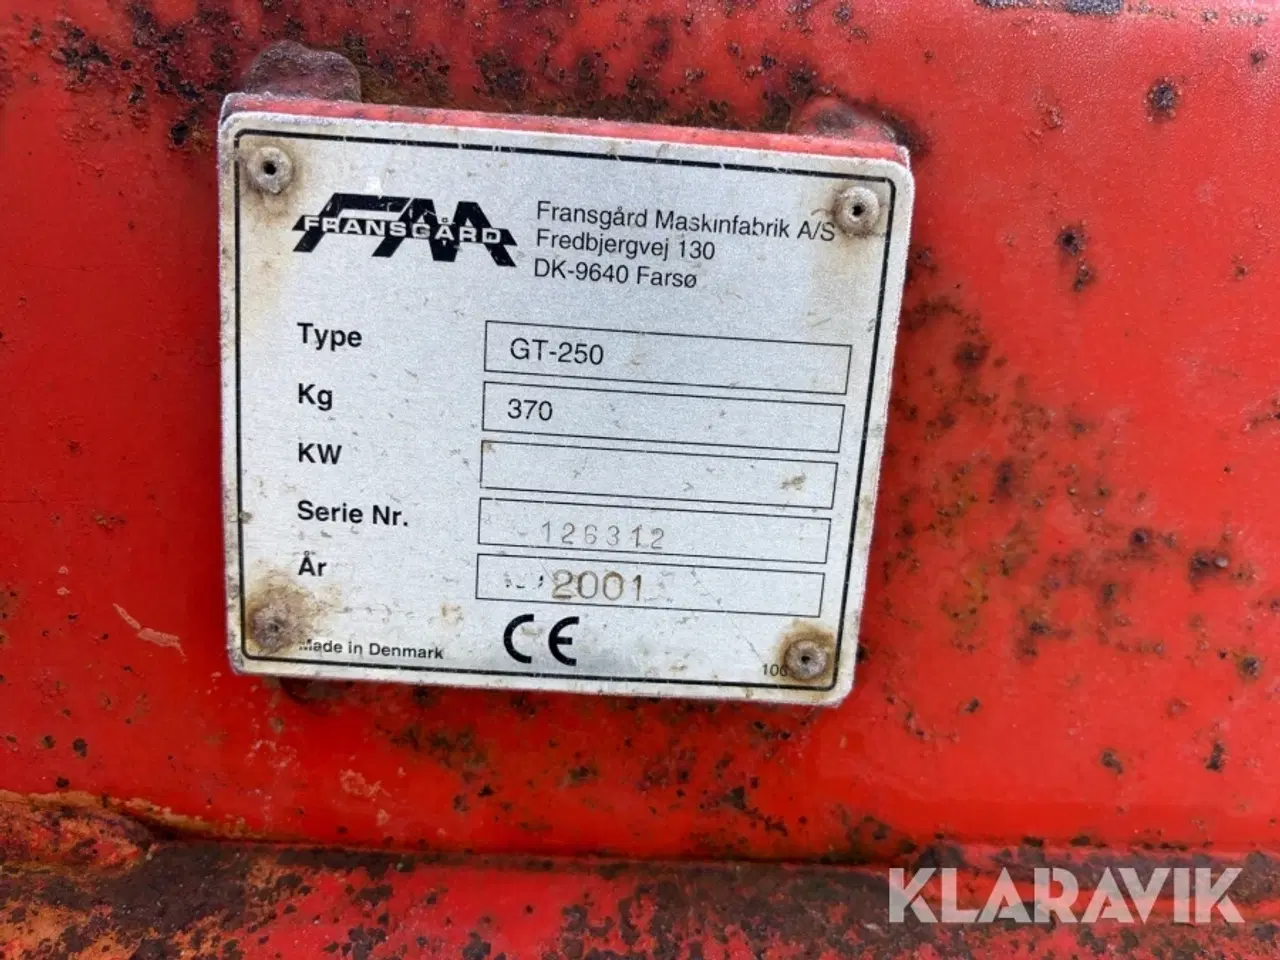 FRANSGÅRD
Fransgård Maskinfabrik A/S
Fredbjergvej 130
DK-9640 Farsø
Type GT-250
Kg 370
KW
Serie Nr. 126312
År 2001
Made in Denmark CE
KLARAVIK